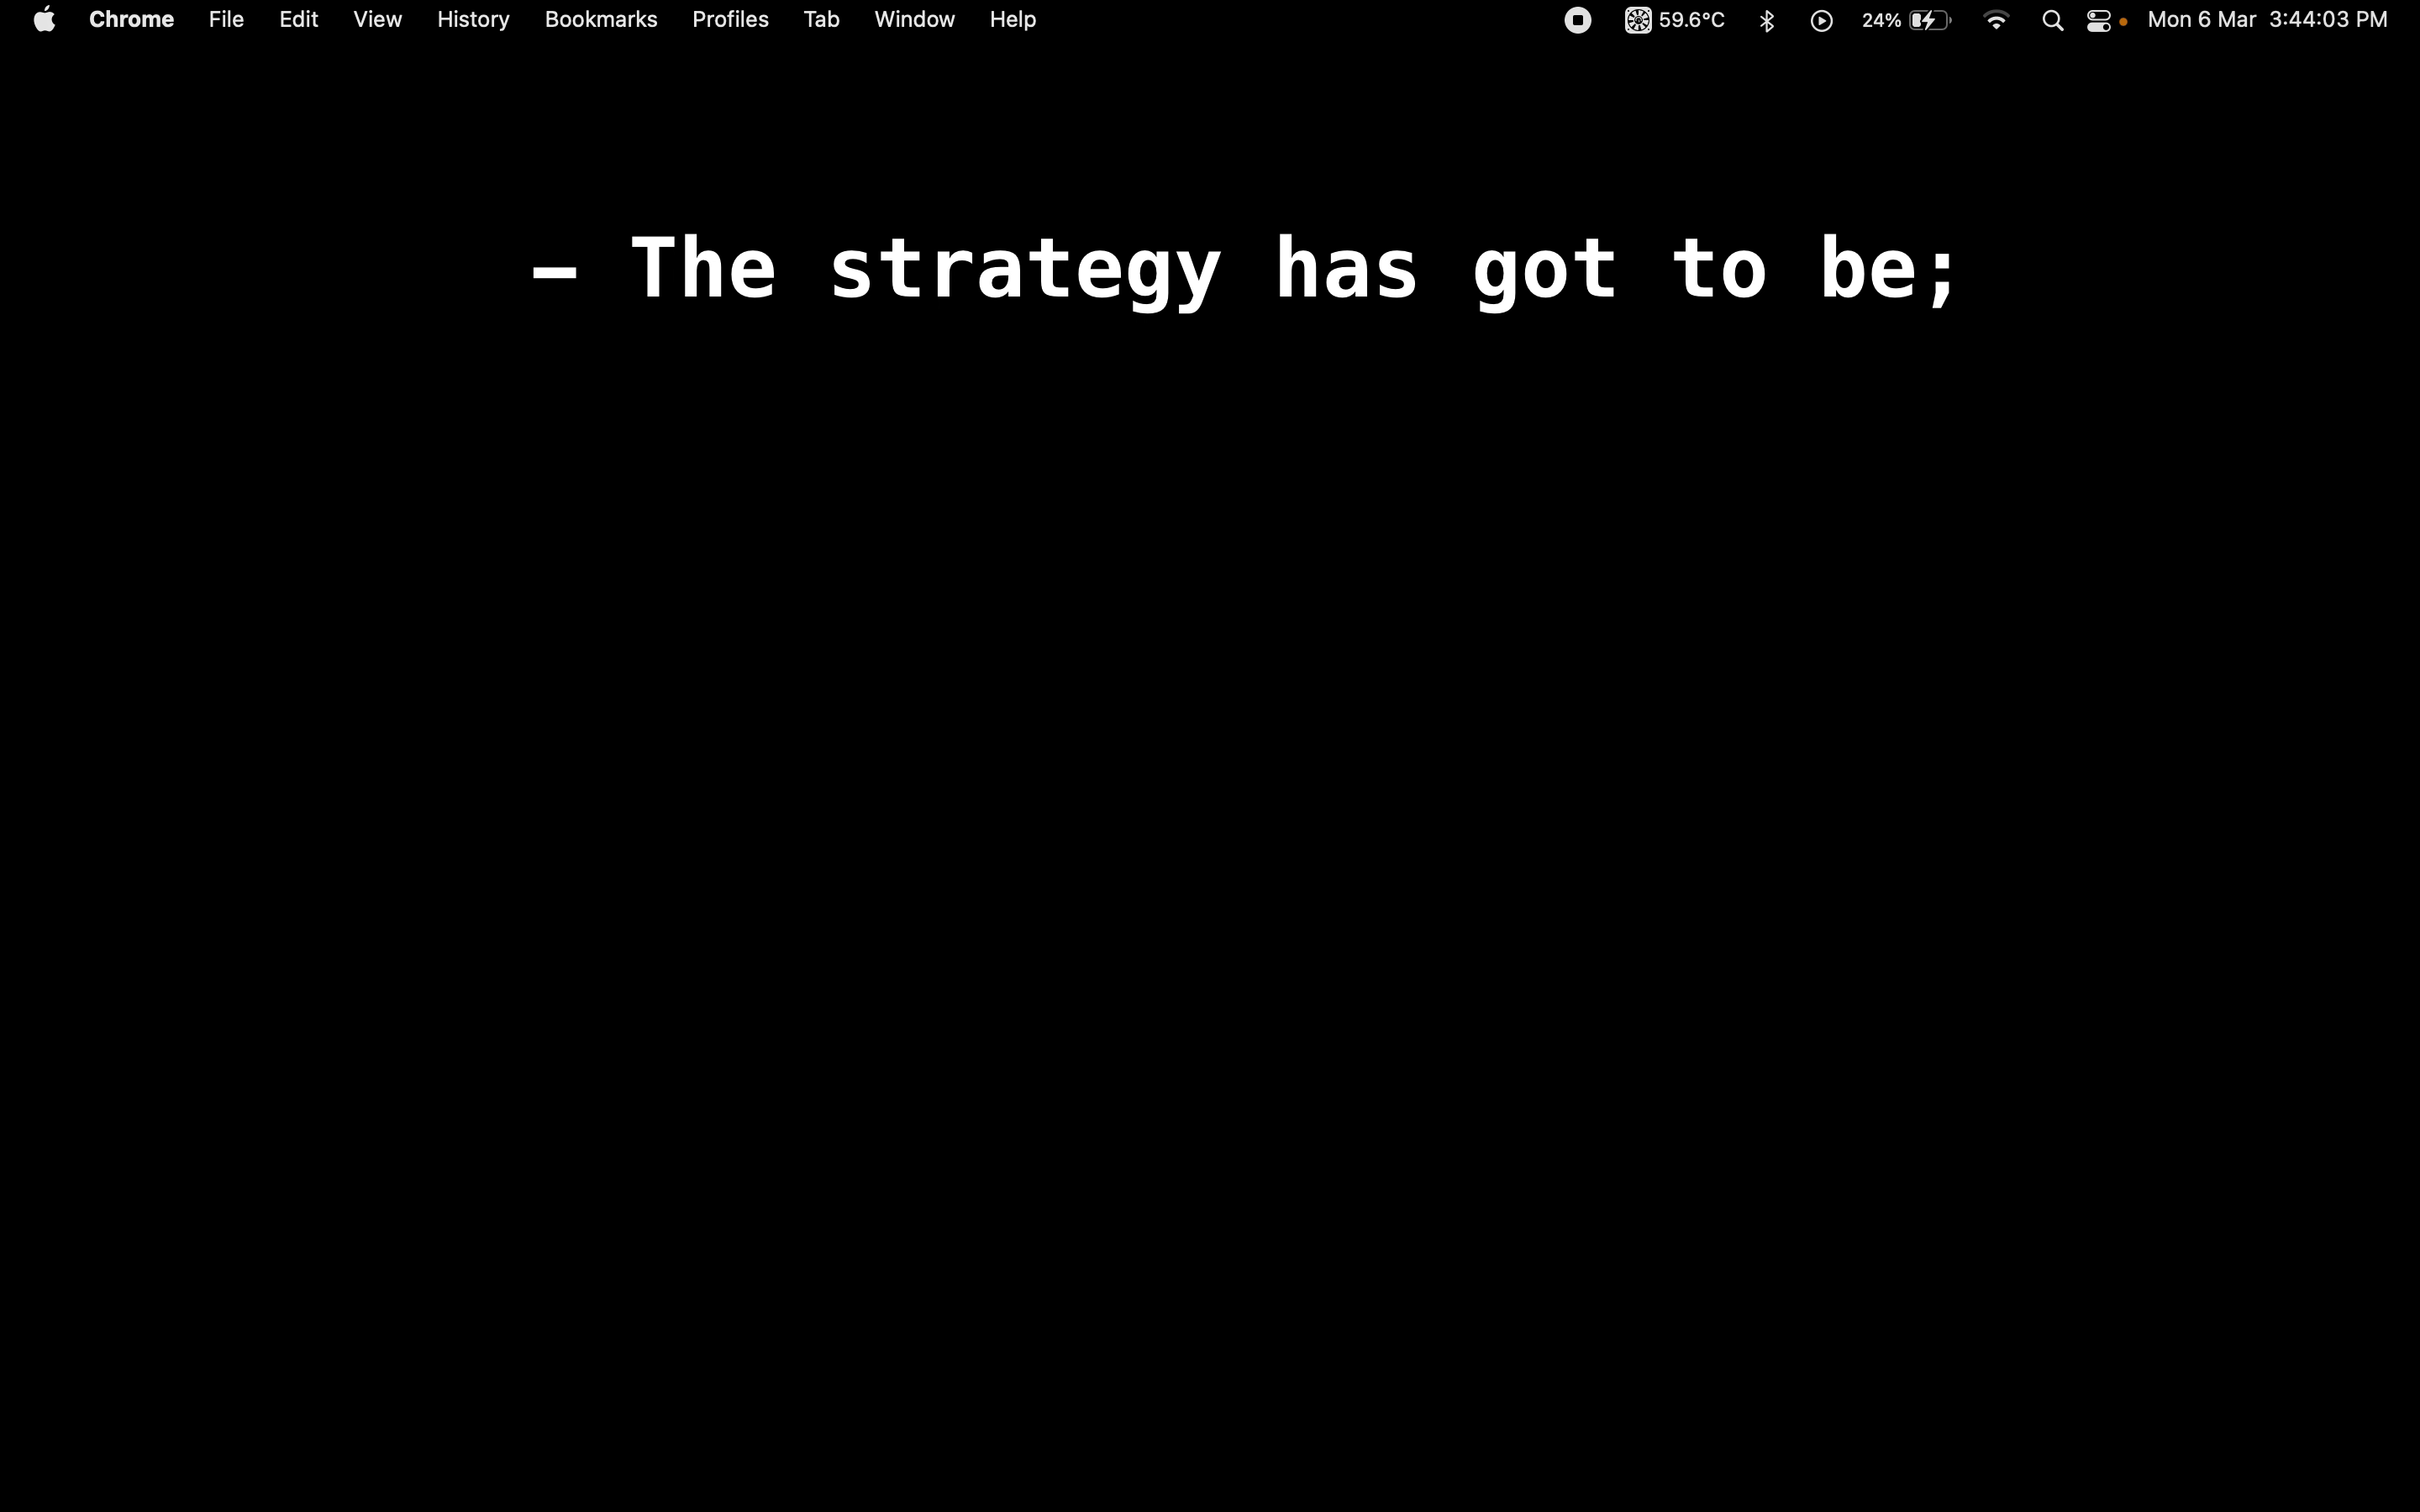 Chrome File Edit View History Bookmarks Profiles Tab Window Help 59.6°C 24% Mon 6 Mar 3:44:03 PM
– The strategy has got to be;